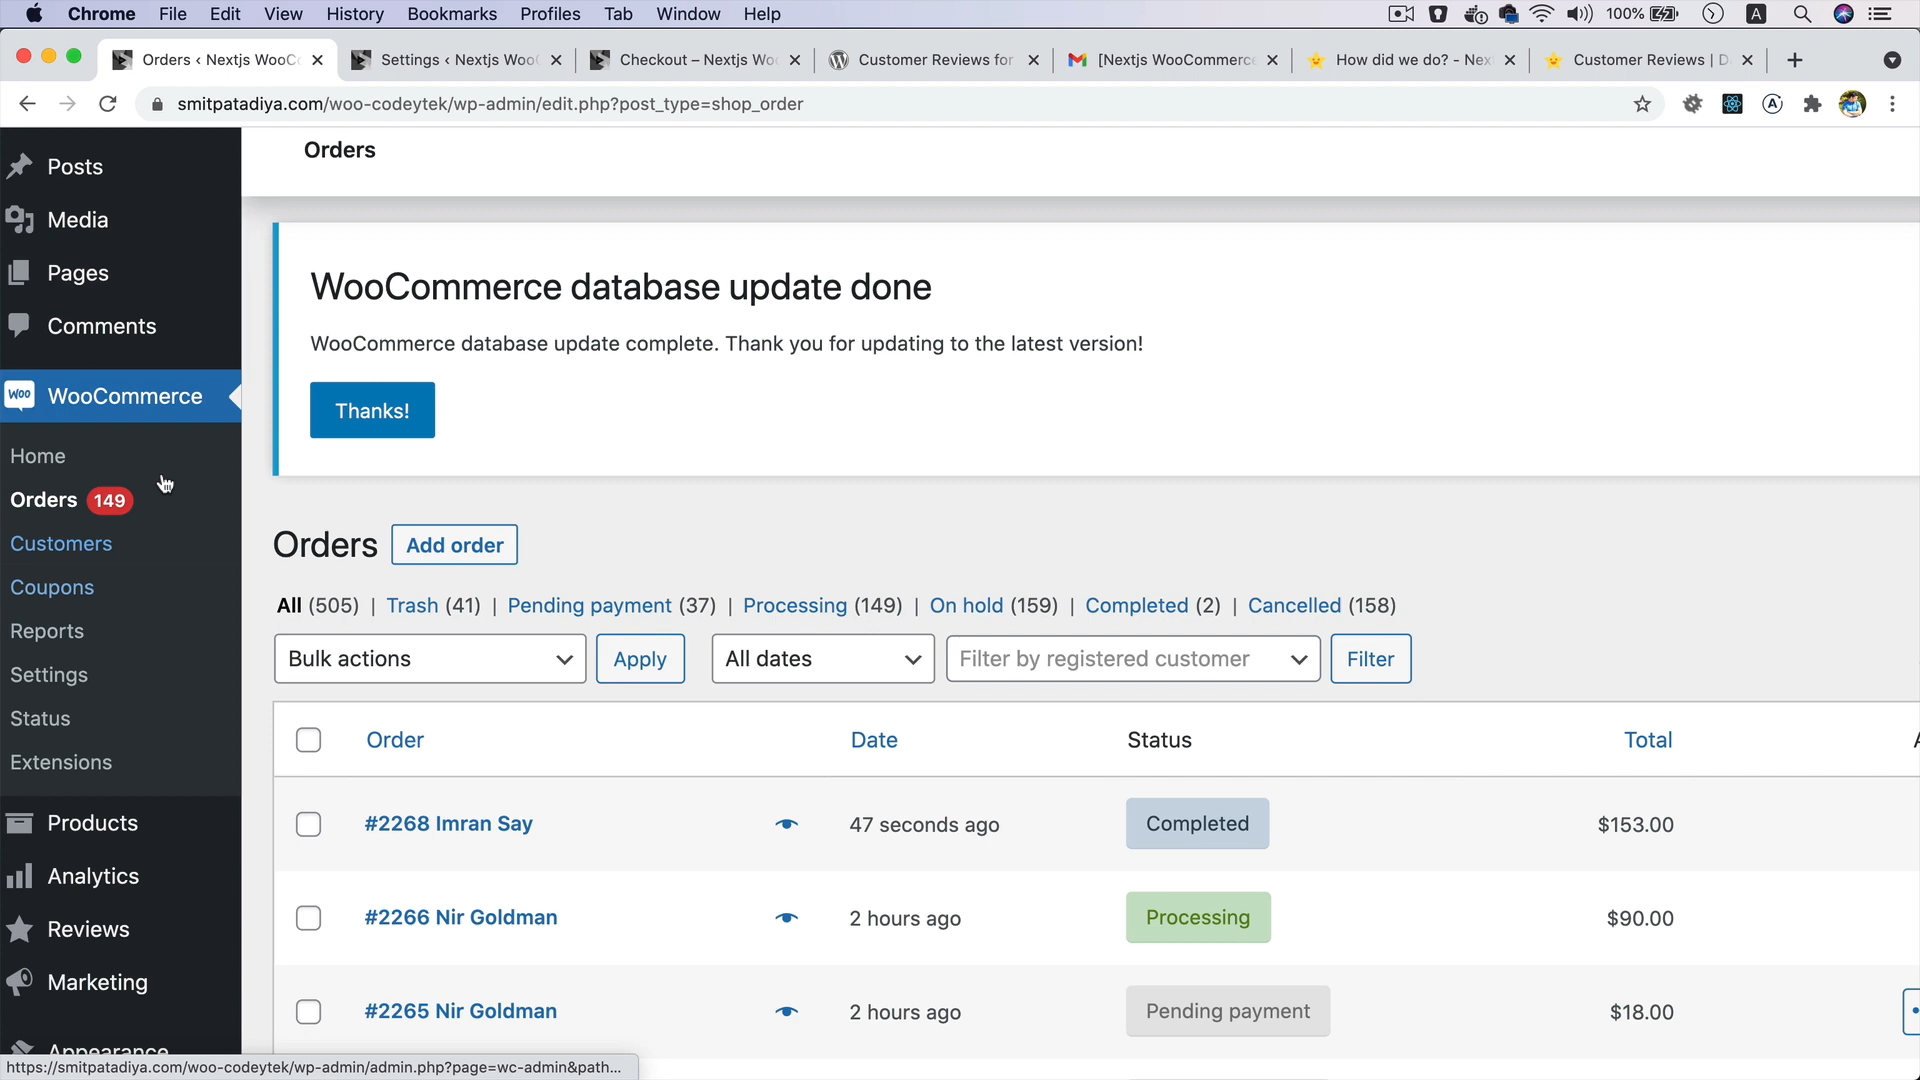 Chrome File Edit View History Bookmarks Profiles Tab Window Help 100% A
Orders ‹ Nextjs WooC Settings ‹ Nextjs Woo Checkout – Nextjs Wo Customer Reviews for [Nextjs WooCommerce How did we do? - Nex Customer Reviews | D
smitpatadiya.com/woo-codeytek/wp-admin/edit.php?post_type=shop_order
Posts
Media
Pages
Comments
Woo WooCommerce
Home
Orders 149
Customers
Coupons
Reports
Settings
Status
Extensions
Products
Analytics
Reviews
Marketing
Appearance
Orders
WooCommerce database update done
WooCommerce database update complete. Thank you for updating to the latest version!
Thanks!
Orders Add order
All (505) | Trash (41) | Pending payment (37) | Processing (149) | On hold (159) | Completed (2) | Cancelled (158)
Bulk actions Apply All dates Filter by registered customer Filter
Order Date Status Total
#2268 Imran Say 47 seconds ago Completed $153.00
#2266 Nir Goldman 2 hours ago Processing $90.00
#2265 Nir Goldman 2 hours ago Pending payment $18.00
https://smitpatadiya.com/woo-codeytek/wp-admin/admin.php?page=wc-admin&path...